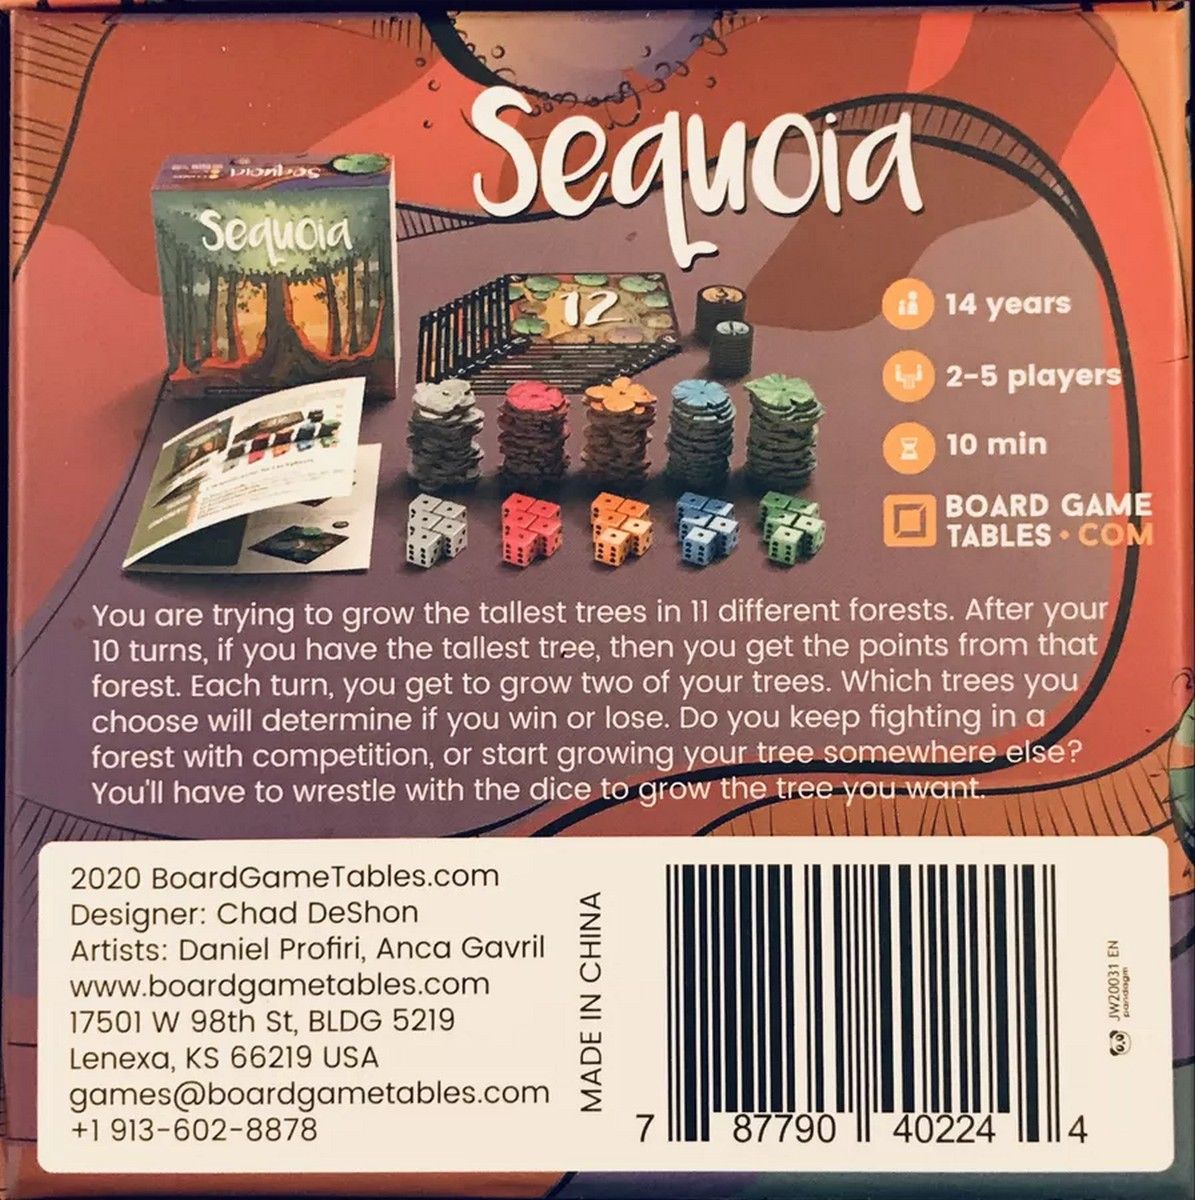 Sequoia
Sequoia
Sequoia
12
14 years
2-5 players
10 min
BOARD GAME
TABLES • COM
You are trying to grow the tallest trees in 11 different forests. After your
10 turns, if you have the tallest tree, then you get the points from that
forest. Each turn, you get to grow two of your trees. Which trees you
choose will determine if you win or lose. Do you keep fighting in a
forest with competition, or start growing your tree somewhere else?
You'll have to wrestle with the dice to grow the tree you want.
2020 BoardGameTables.com
Designer: Chad DeShon
Artists: Daniel Profiri, Anca Gavril
www.boardgametables.com
17501 W 98th St, BLDG 5219
Lenexa, KS 66219 USA
games@boardgametables.com
+1 913-602-8878
MADE IN CHINA
7 87790 40224 4
JW20031 EN
pandagm